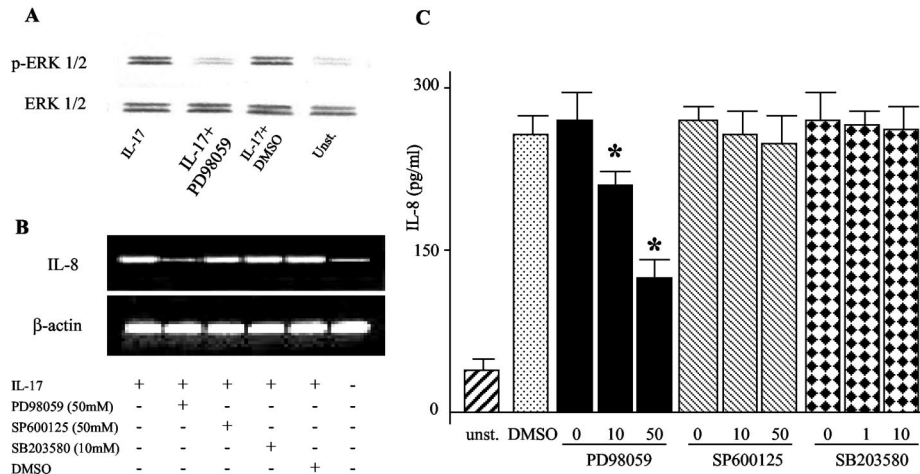 A
p-ERK 1/2
ERK 1/2
IL-17
IL-17+
PD98059
IL-17+
DMSO
Unst.
B
IL-8
β-actin
IL-17 + + + + + -
PD98059 (50mM) - + - - - -
SP600125 (50mM) - - + - - -
SB203580 (10mM) - - - + - -
DMSO - - - - + -
C
IL-8 (pg/ml)
300
150
0
* *
unst. DMSO 0 10 50 0 10 50 0 1 10
PD98059 SP600125 SB203580